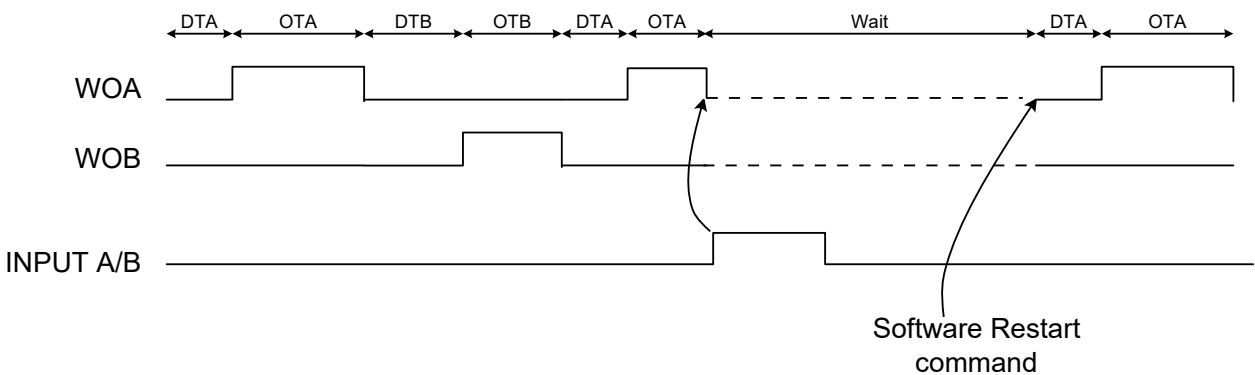 DTA OTA DTB OTB DTA OTA Wait DTA OTA
WOA
WOB
INPUT A/B
Software Restart
command